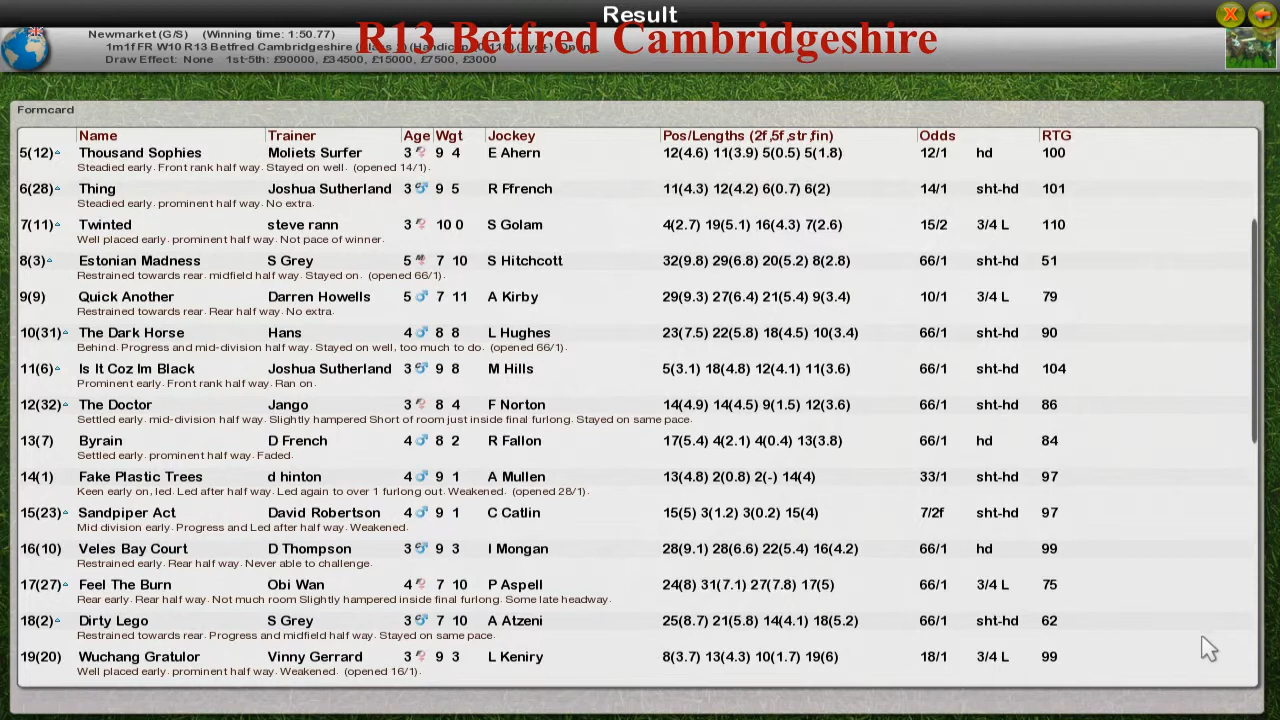 Result
R13 Betfred Cambridgeshire
Newmarket (G/S) (Winning time: 1:50.77)
1m1f FR W10 R13 Betfred Cambridgeshire
Draw Effect: None 1st-5th: £90000, £34500, £15000, £7500, £3000
Formcard
Name Trainer Age Wgt Jockey Pos/Lengths (2f,5f,str,fin) Odds RTG
5(12) Thousand Sophies Moliets Surfer 3 9 4 E Ahern 12(4.6) 11(3.9) 5(0.5) 5(1.8) 12/1 hd 100
Steadied early. Front rank half way. Stayed on well. (opened 14/1).
6(28) Thing Joshua Sutherland 3 9 5 R Ffrench 11(4.3) 12(4.2) 6(0.7) 6(2) 14/1 sht-hd 101
Steadied early. prominent half way. No extra.
7(11) Twinted steve rann 3 10 0 S Golam 4(2.7) 19(5.1) 16(4.3) 7(2.6) 15/2 3/4 L 110
Well placed early. prominent half way. Not pace of winner.
8(3) Estonian Madness S Grey 5 7 10 S Hitchcott 32(9.8) 29(6.8) 20(5.2) 8(2.8) 66/1 sht-hd 51
Restrained towards rear. midfield half way. Stayed on. (opened 66/1).
9(9) Quick Another Darren Howells 5 7 11 A Kirby 29(9.3) 27(6.4) 21(5.4) 9(3.4) 10/1 3/4 L 79
Restrained towards rear. Rear half way. No extra.
10(31) The Dark Horse Hans 4 8 8 L Hughes 23(7.5) 22(5.8) 18(4.5) 10(3.4) 66/1 sht-hd 90
Behind. Progress and mid-division half way. Stayed on well, too much to do. (opened 66/1).
11(6) Is It Coz Im Black Joshua Sutherland 3 9 8 M Hills 5(3.1) 18(4.8) 12(4.1) 11(3.6) 66/1 sht-hd 104
Prominent early. Front rank half way. Ran on.
12(32) The Doctor Jango 3 8 4 F Norton 14(4.9) 14(4.5) 9(1.5) 12(3.6) 66/1 sht-hd 86
Settled early. mid-division half way. Slightly hampered Short of room just inside final furlong. Stayed on same pace.
13(7) Byrain D French 4 8 2 R Fallon 17(5.4) 4(2.1) 4(0.4) 13(3.8) 66/1 hd 84
Settled early. prominent half way. Faded.
14(1) Fake Plastic Trees d hinton 4 9 1 A Mullen 13(4.8) 2(0.8) 2(-) 14(4) 33/1 sht-hd 97
Keen early on, led. Led after half way. Led again to over 1 furlong out. Weakened. (opened 28/1).
15(23) Sandpiper Act David Robertson 4 9 1 C Catlin 15(5) 3(1.2) 3(0.2) 15(4) 7/2f sht-hd 97
Mid division early. Progress and Led after half way. Weakened.
16(10) Veles Bay Court D Thompson 3 9 3 I Mongan 28(9.1) 28(6.6) 22(5.4) 16(4.2) 66/1 hd 99
Restrained early. Rear half way. Never able to challenge.
17(27) Feel The Burn Obi Wan 4 7 10 P Aspell 24(8) 31(7.1) 27(7.8) 17(5) 66/1 3/4 L 75
Rear early. Rear half way. Not much room Slightly hampered inside final furlong. Some late headway.
18(2) Dirty Lego S Grey 3 7 10 A Atzeni 25(8.7) 21(5.8) 14(4.1) 18(5.2) 66/1 sht-hd 62
Restrained towards rear. Progress and midfield half way. Stayed on same pace.
19(20) Wuchang Gratulor Vinny Gerrard 3 9 3 L Keniry 8(3.7) 13(4.3) 10(1.7) 19(6) 18/1 3/4 L 99
Well placed early. prominent half way. Weakened. (opened 16/1).